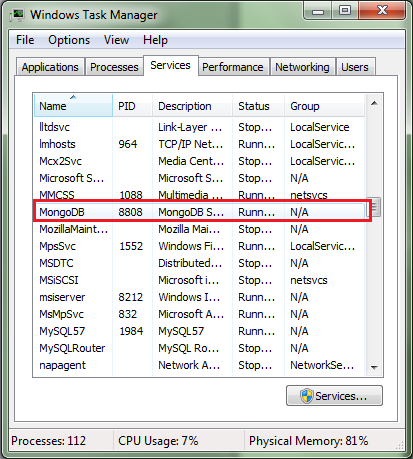 Windows Task Manager
File Options View Help
Applications Processes Services Performance Networking Users
Name PID Description Status Group
lltdsvc Link-Layer ... Stop... LocalService
lmhosts 964 TCP/IP Net... Runn... LocalServic...
Mcx2Svc Media Cent... Stop... LocalServic...
Microsoft S... Microsoft S... Stop... N/A
MMCSS 1088 Multimedia ... Runn... netsvcs
MongoDB 8808 MongoDB S... Runn... N/A
MozillaMaint... Mozilla Mai... Stop... N/A
MpsSvc 1552 Windows Fi... Runn... LocalServic...
MSDTC Distributed... Stop... N/A
MSiSCSI Microsoft i... Stop... netsvcs
msiserver 8212 Windows I... Runn... N/A
MsMpSvc 832 Microsoft A... Runn... N/A
MySQL57 1984 MySQL57 Runn... N/A
MySQLRouter MySQL Ro... Stop... N/A
napagent Network A... Stop... NetworkSe...
Services...
Processes: 112 CPU Usage: 7% Physical Memory: 81%